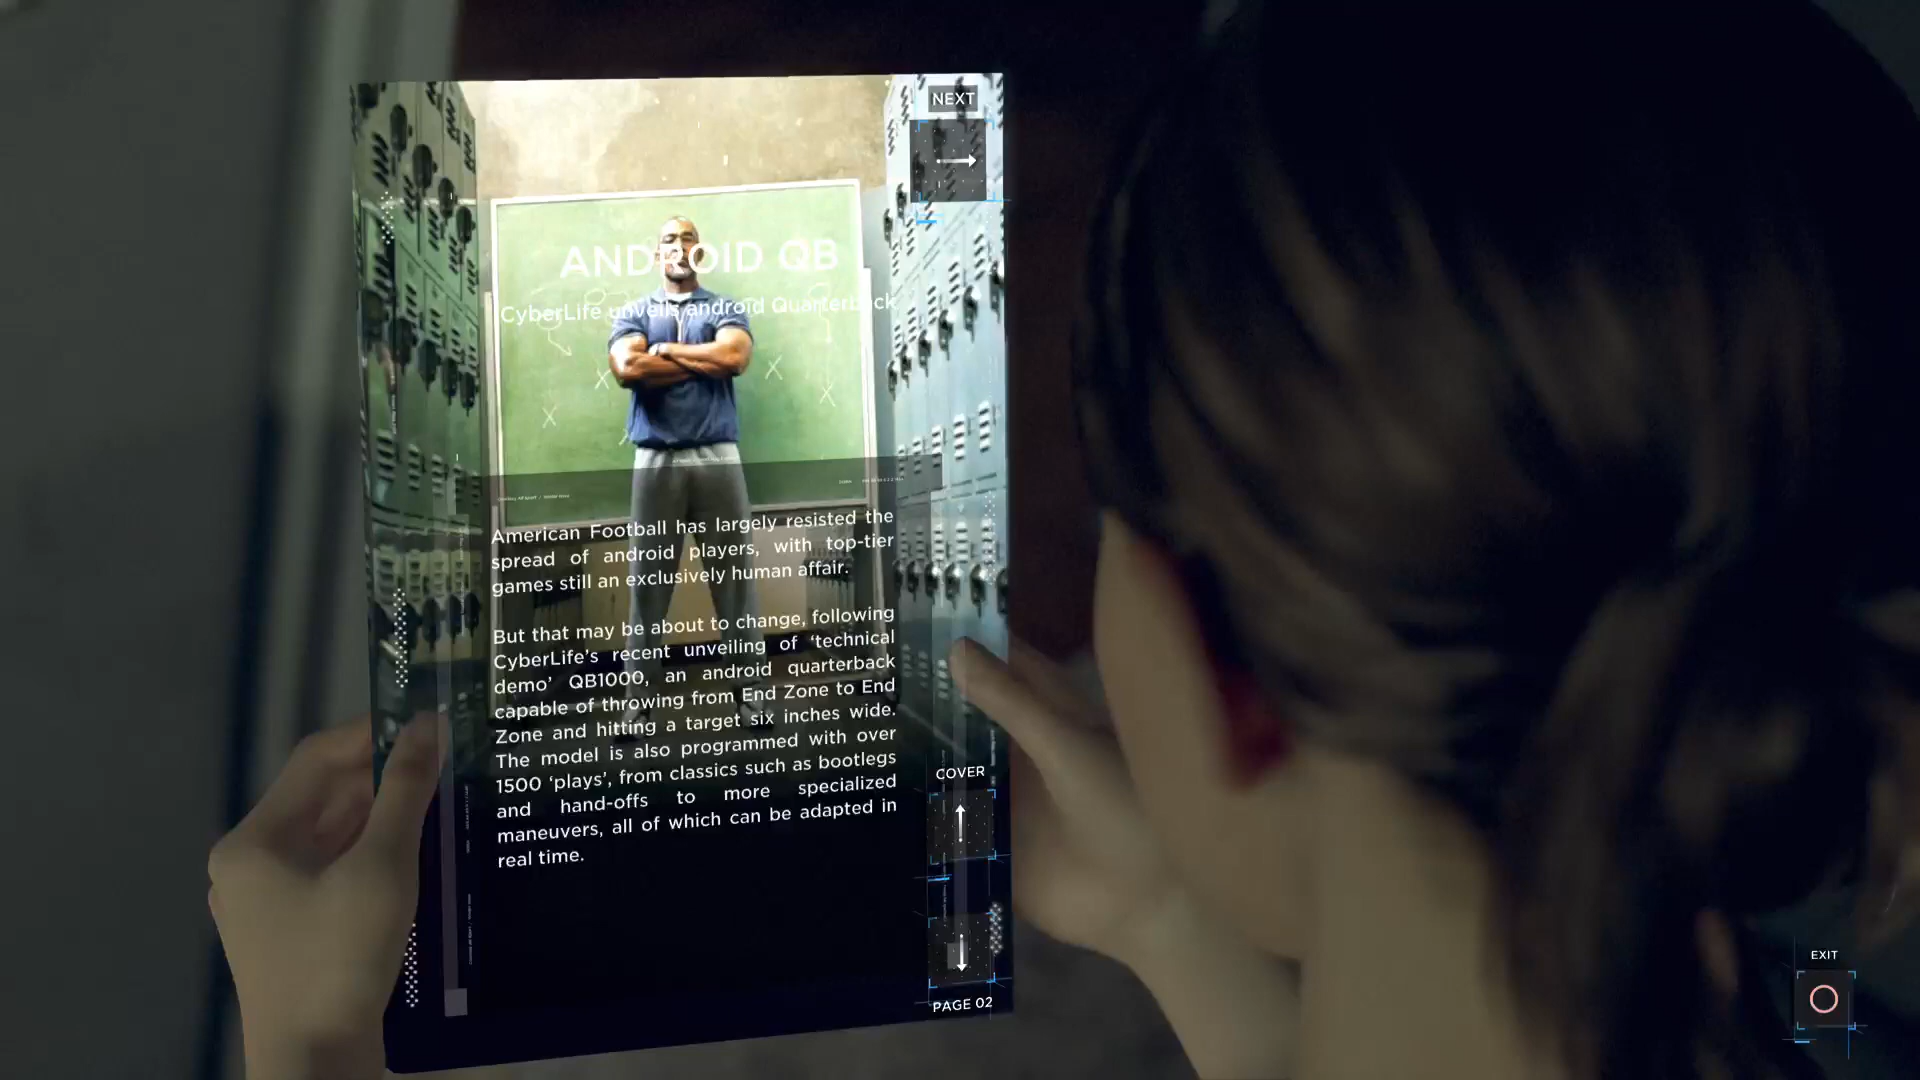 NEXT
ANDROID QB
CyberLife unveils android Quarterback
American Football has largely resisted the
spread of android players, with top-tier
games still an exclusively human affair.
But that may be about to change, following
CyberLife's recent unveiling of ‘technical
demo’ QB1000, an android quarterback
capable of throwing from End Zone to End
Zone and hitting a target six inches wide.
The model is also programmed with over
1500 ‘plays’, from classics such as bootlegs
and hand-offs to more specialized
maneuvers, all of which can be adapted in
real time.
COVER
PAGE 02
EXIT